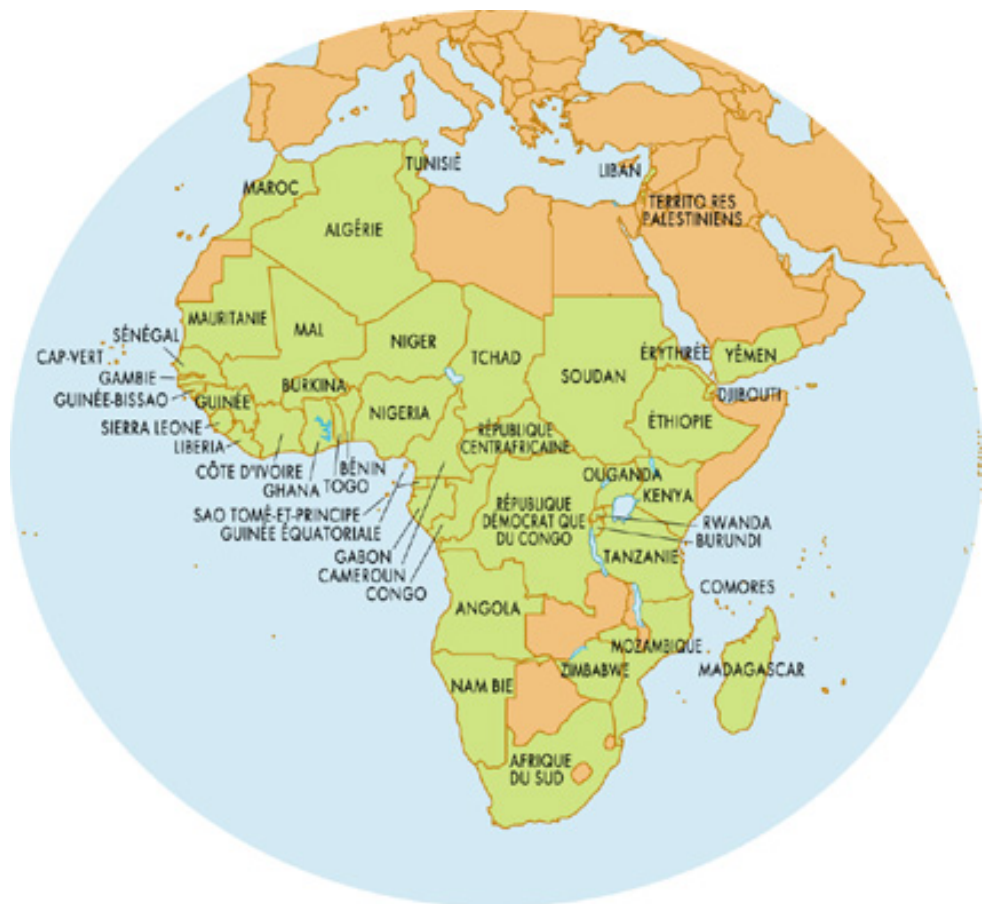 TUNISIE
LIBAN
MAROC
TERRITO RES
PALESTINIENS
ALGÉRIE
MAURITANIE
MAL
NIGER
TCHAD
SOUDAN
ÉRYTHRÉE
YÉMEN
SÉNÉGAL
CAP-VERT
GAMBIE
GUINÉE-BISSAO
GUINÉE
BURKINA
NIGERIA
DJIBOUTI
ÉTHIOPIE
SIERRA LEONE
LIBERIA
RÉPUBLIQUE
CENTRAFRICAINE
CÔTE D'IVOIRE
GHANA
TOGO
BÉNIN
OUGANDA
KENYA
SAO TOMÉ-ET-PRINCIPE
GUINÉE ÉQUATORIALE
RÉPUBLIQUE
DÉMOCRAT QUE
DU CONGO
RWANDA
BURUNDI
GABON
CAMEROUN
CONGO
TANZANIE
COMORES
ANGOLA
MOZAMBIQUE
MADAGASCAR
ZIMBABWE
NAM BIE
AFRIQUE
DU SUD